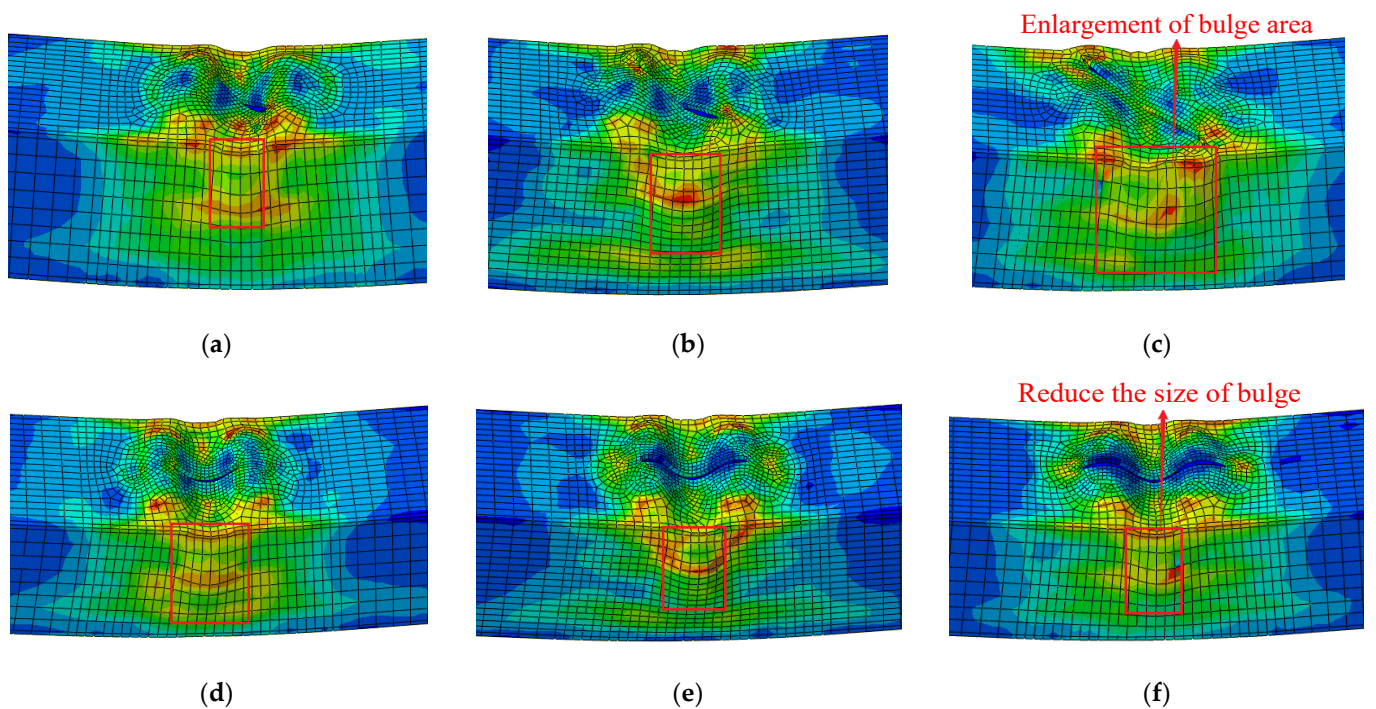 Enlargement of bulge area
(a)
(b)
(c)
Reduce the size of bulge
(d)
(e)
(f)